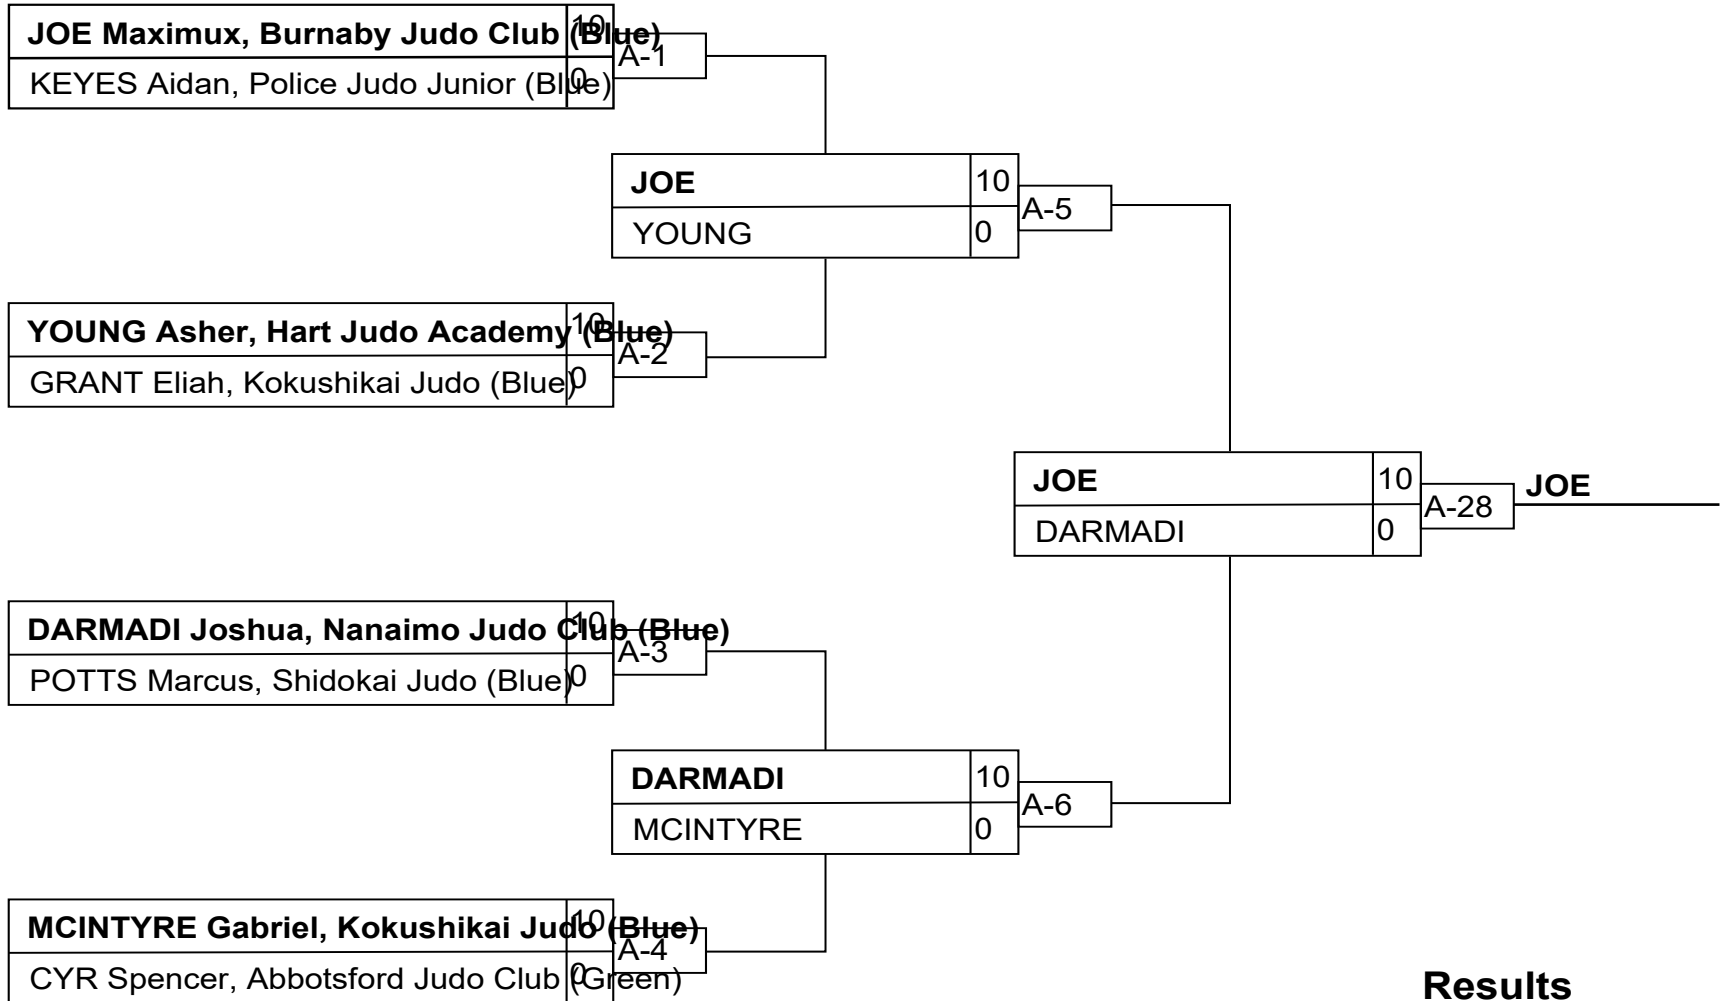 JOE Maximux, Burnaby Judo Club (Blue) 10
A-1
KEYES Aidan, Police Judo Junior (Blue) 0
JOE 10
A-5
YOUNG 0
YOUNG Asher, Hart Judo Academy (Blue) 10
A-2
GRANT Eliah, Kokushikai Judo (Blue) 0
JOE 10
A-28
JOE
DARMADI 0
DARMADI Joshua, Nanaimo Judo Club (Blue) 10
A-3
POTTS Marcus, Shidokai Judo (Blue) 0
DARMADI 10
A-6
MCINTYRE 0
MCINTYRE Gabriel, Kokushikai Judo (Blue) 10
A-4
CYR Spencer, Abbotsford Judo Club (Green) 0
Results